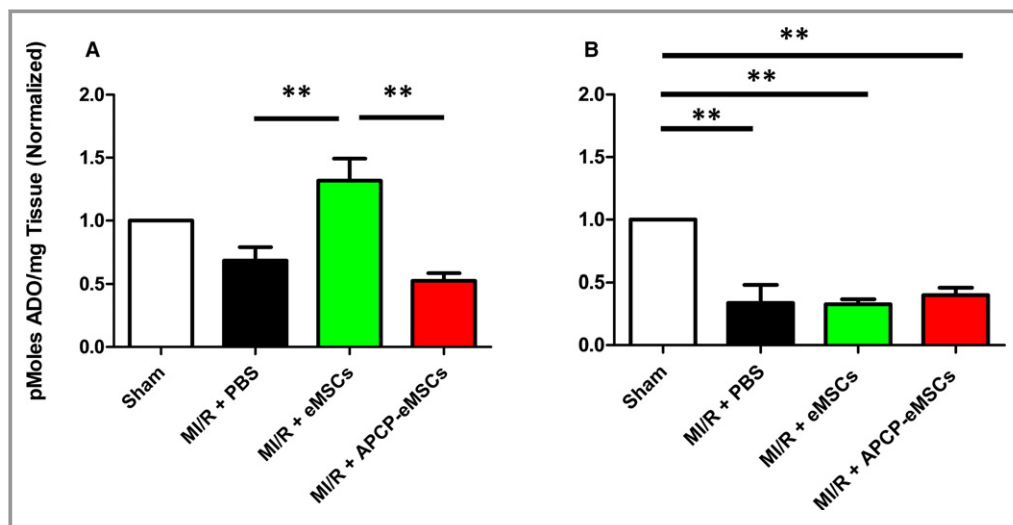 A
B
pMoles ADO/mg Tissue (Normalized)
** **
** ** **
2.0
1.5
1.0
0.5
0.0
Sham
MI/R + PBS
MI/R + eMSCs
MI/R + APCP-eMSCs
2.0
1.5
1.0
0.5
0.0
Sham
MI/R + PBS
MI/R + eMSCs
MI/R + APCP-eMSCs